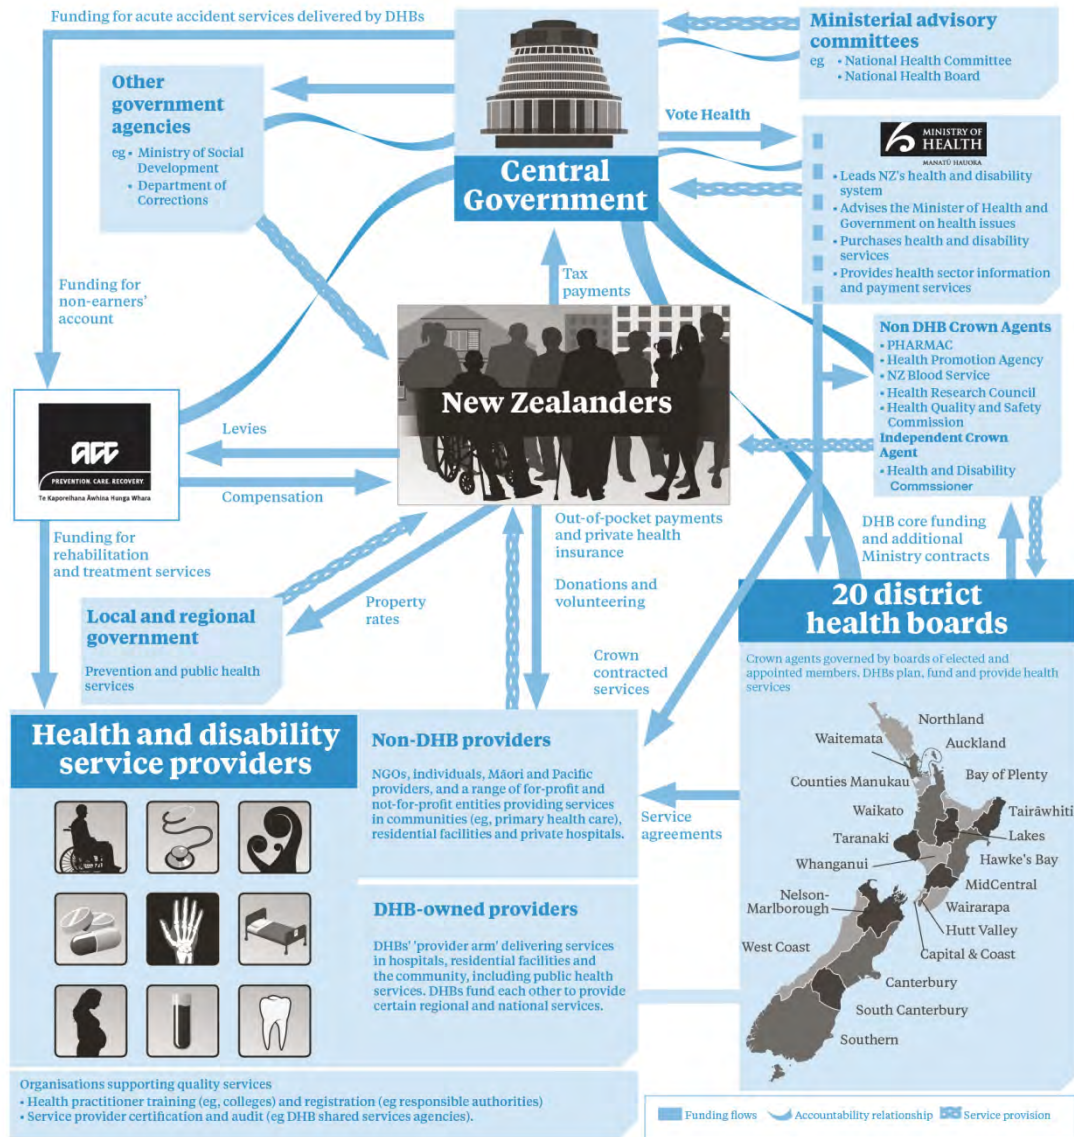 Funding for acute accident services delivered by DHBs
Ministerial advisory
committees
eg • National Health Committee
• National Health Board
Other
government
agencies
eg • Ministry of Social
Development
• Department of
Corrections
Vote Health
MINISTRY OF
HEALTH
MANATŪ HAUORA
• Leads NZ's health and disability
system
• Advises the Minister of Health and
Government on health issues
• Purchases health and disability
services
• Provides health sector information
and payment services
Central
Government
Tax
payments
Funding for
non-earners'
account
New Zealanders
Non DHB Crown Agents
• PHARMAC
• Health Promotion Agency
• NZ Blood Service
• Health Research Council
• Health Quality and Safety
Commission
Independent Crown
Agent
• Health and Disability
Commssioner
ACC
PREVENTION. CARE. RECOVERY.
Te Kaporeihana Āwhina Hunga Whara
Levies
Compensation
Funding for
rehabilitation
and treatment services
Out-of-pocket payments
and private health
insurance
Donations and
volunteering
DHB core funding
and additional
Ministry contracts
Local and regional
government
Prevention and public health
services
Property
rates
Crown
contracted
services
20 district
health boards
Crown agents governed by boards of elected and
appointed members. DHBs plan, fund and provide health
services
Northland
Waitemata
Auckland
Counties Manukau
Bay of Plenty
Waikato
Tairāwhiti
Taranaki
Lakes
Whanganui
Hawke's Bay
MidCentral
Nelson-
Marlborough
Wairarapa
Hutt Valley
West Coast
Capital & Coast
Canterbury
South Canterbury
Southern
Health and disability
service providers
Non-DHB providers
NGOs, individuals, Māori and Pacific
providers, and a range of for-profit and
not-for-profit entities providing services
in communities (eg, primary health care),
residential facilities and private hospitals.
Service
agreements
DHB-owned providers
DHBs' 'provider arm' delivering services
in hospitals, residential facilities and
the community, including public health
services. DHBs fund each other to provide
certain regional and national services.
Organisations supporting quality services
• Health practitioner training (eg, colleges) and registration (eg responsible authorities)
• Service provider certification and audit (eg DHB shared services agencies).
Funding flows
Accountability relationship
Service provision